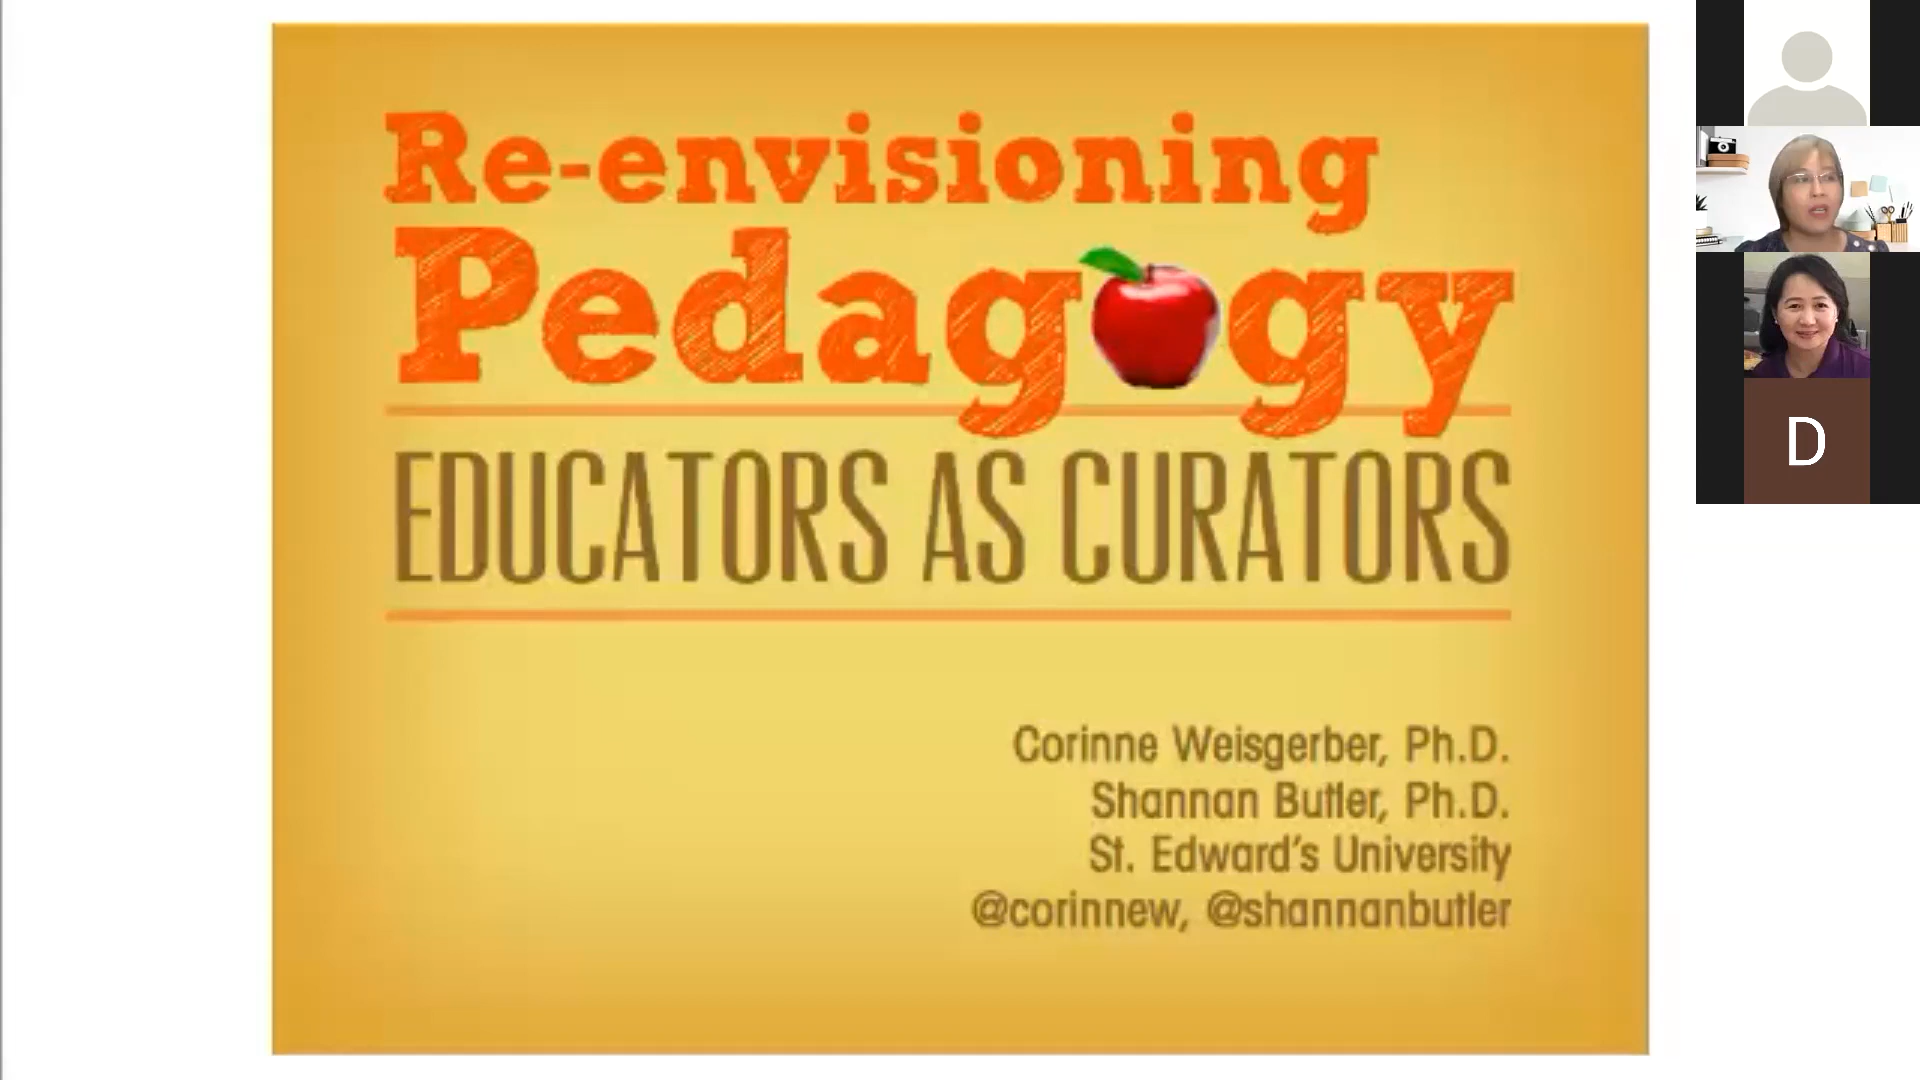 Re-envisioning
Pedagogy
EDUCATORS AS CURATORS
Corinne Weisgerber, Ph.D.
Shannan Butler, Ph.D.
St. Edward's University
@corinnew, @shannanbutler
D